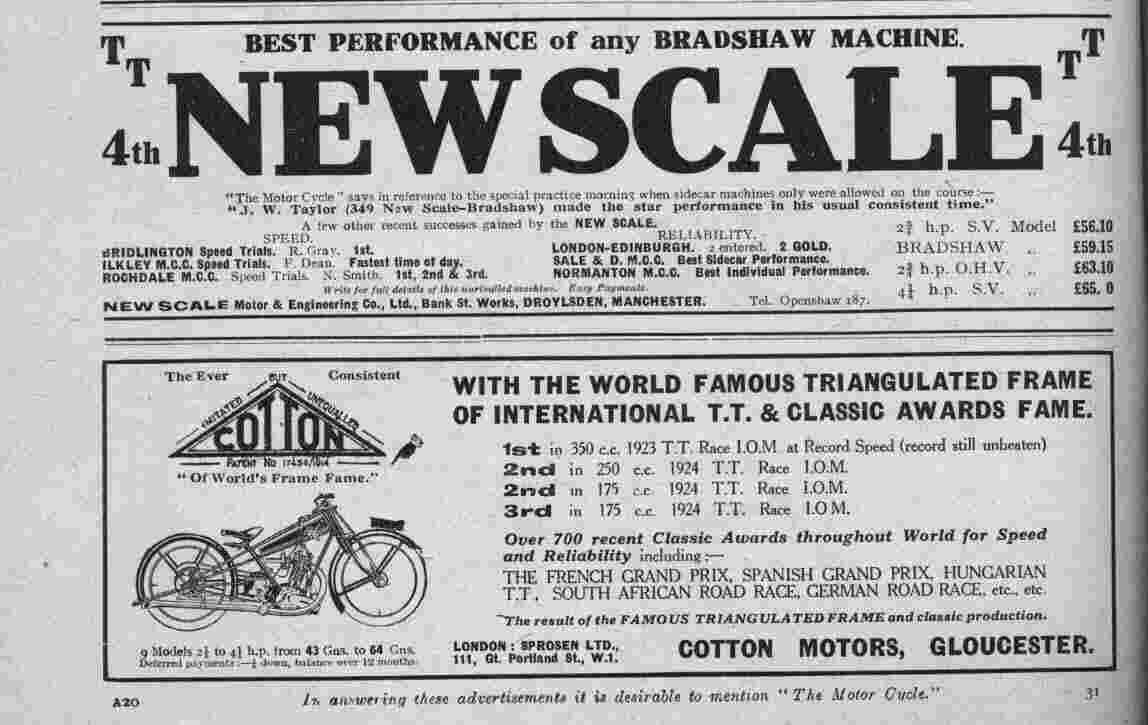 BEST PERFORMANCE of any BRADSHAW MACHINE.
TT
NEW SCALE
TT
4th
4th
"The Motor Cycle" says in reference to the special practice morning when sidecar machines only were allowed on the course:—
"J. W. Taylor (349 New Scale-Bradshaw) made the star performance in his usual consistent time."
A few other recent successes gained by the NEW SCALE.
SPEED.
BRIDLINGTON Speed Trials. R. Gray. 1st.
ILKLEY M.C.C. Speed Trials. F. Dean. Fastest time of day.
ROCHDALE M.C.C. Speed Trials. N. Smith. 1st, 2nd & 3rd.
RELIABILITY.
LONDON-EDINBURGH. 2 entered. 2 GOLD.
SALE & D. M.C.C. Best Sidecar Performance.
NORMANTON M.C.C. Best Individual Performance.
2¾ h.p. S.V. Model £56.10
BRADSHAW ,, £59.15
2¾ h.p. O.H.V. ,, £63.10
4¼ h.p. S.V. ,, £65. 0
Write for full details of this unrivalled machine. Easy Payments.
NEW SCALE Motor & Engineering Co., Ltd., Bank St. Works, DROYLSDEN, MANCHESTER. Tel. Openshaw 187.
The Ever BUT Consistent
IMITATED UNEQUALLED
COTTON
PATENT No 17454/1914
"Of World's Frame Fame."
9 Models 2½ to 4¼ h.p. from 43 Gns. to 64 Gns.
Deferred payments:—¼ down, balance over 12 months.
WITH THE WORLD FAMOUS TRIANGULATED FRAME
OF INTERNATIONAL T.T. & CLASSIC AWARDS FAME.
1st in 350 c.c. 1923 T.T. Race I.O.M. at Record Speed (record still unbeaten)
2nd in 250 c.c. 1924 T.T. Race I.O.M.
2nd in 175 c.c. 1924 T.T. Race I.O.M.
3rd in 175 c.c. 1924 T.T. Race I.O.M.
Over 700 recent Classic Awards throughout World for Speed
and Reliability including:—
THE FRENCH GRAND PRIX, SPANISH GRAND PRIX, HUNGARIAN
T.T., SOUTH AFRICAN ROAD RACE, GERMAN ROAD RACE, etc., etc.
The result of the FAMOUS TRIANGULATED FRAME and classic production.
LONDON: SPROSEN LTD.,
111, Gt. Portland St., W.1.
COTTON MOTORS, GLOUCESTER.
A20
In answering these advertisements it is desirable to mention "The Motor Cycle."
31